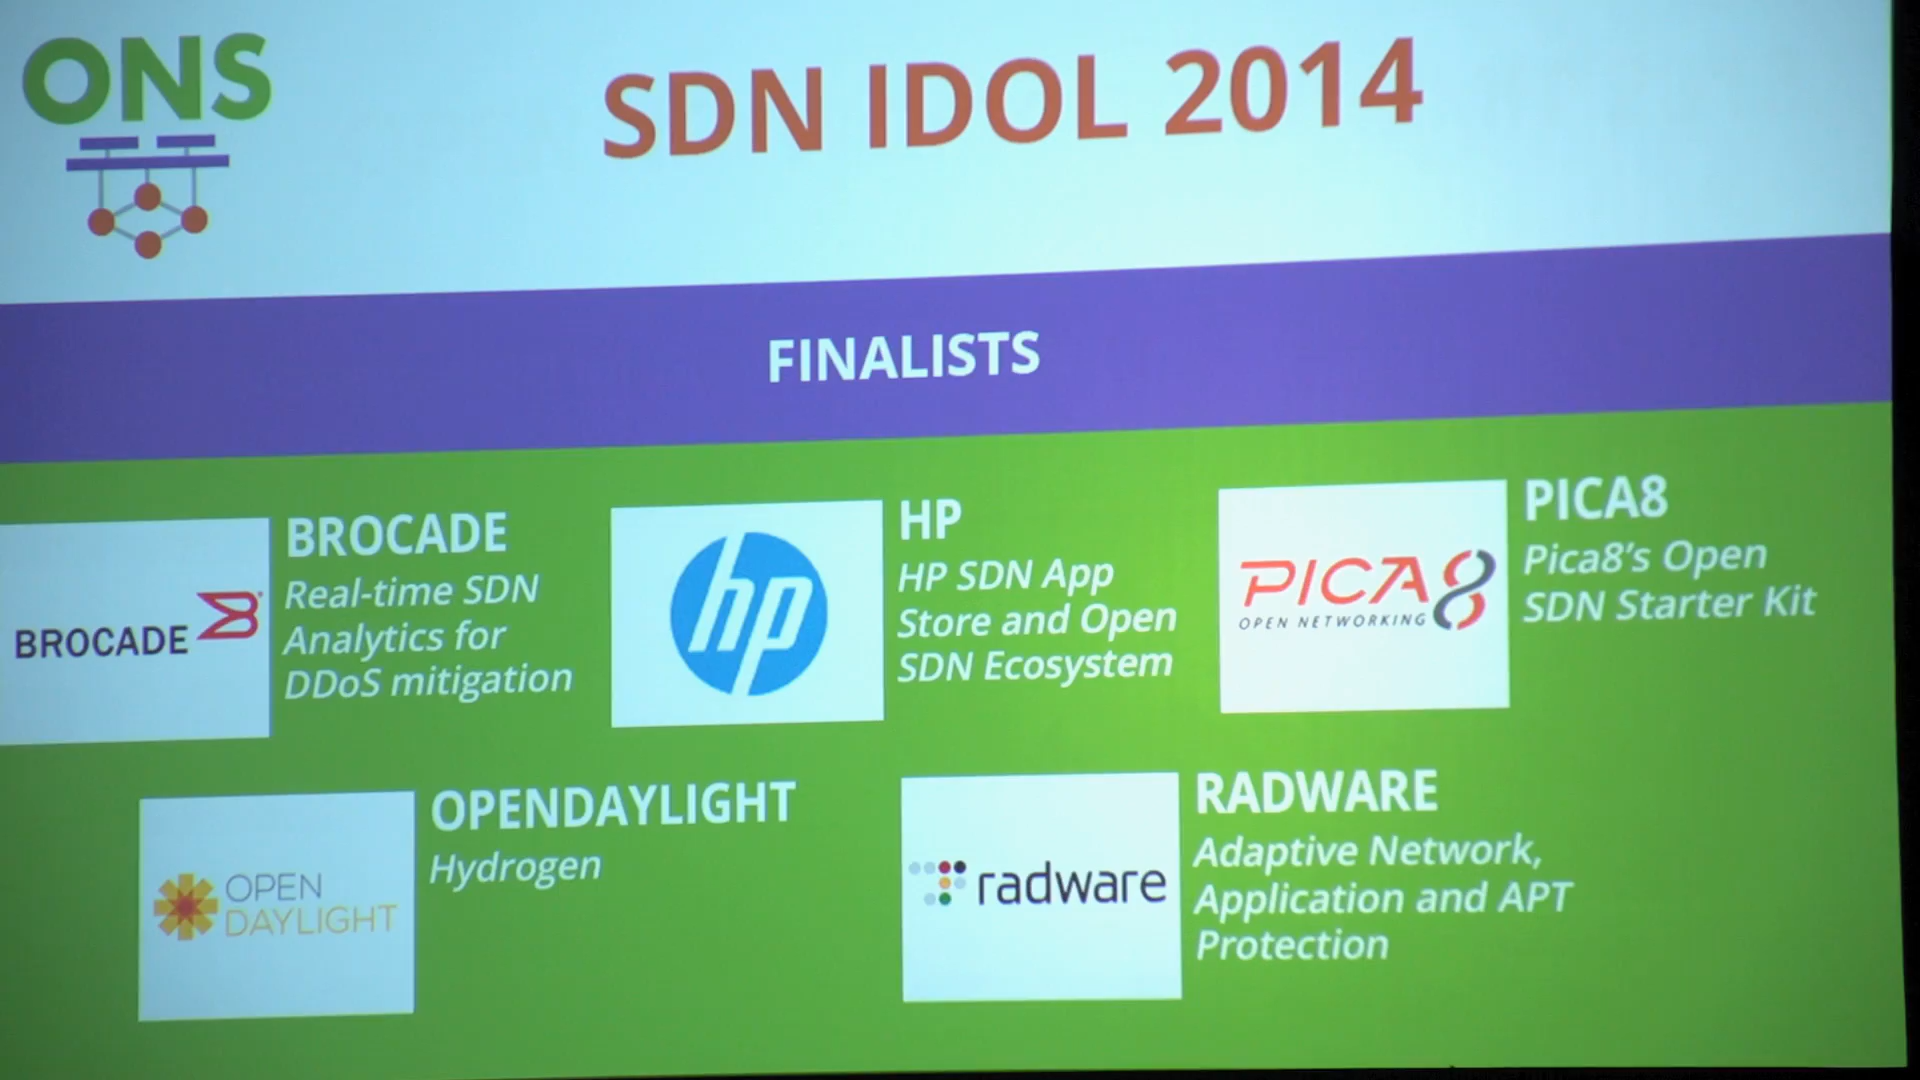 ONS
SDN IDOL 2014
FINALISTS
BROCADE
BROCADE
Real-time SDN
Analytics for
DDoS mitigation
hp
HP
HP SDN App
Store and Open
SDN Ecosystem
PICA8
OPEN NETWORKING
PICA8
Pica8's Open
SDN Starter Kit
OPEN
DAYLIGHT
OPENDAYLIGHT
Hydrogen
radware
RADWARE
Adaptive Network,
Application and APT
Protection